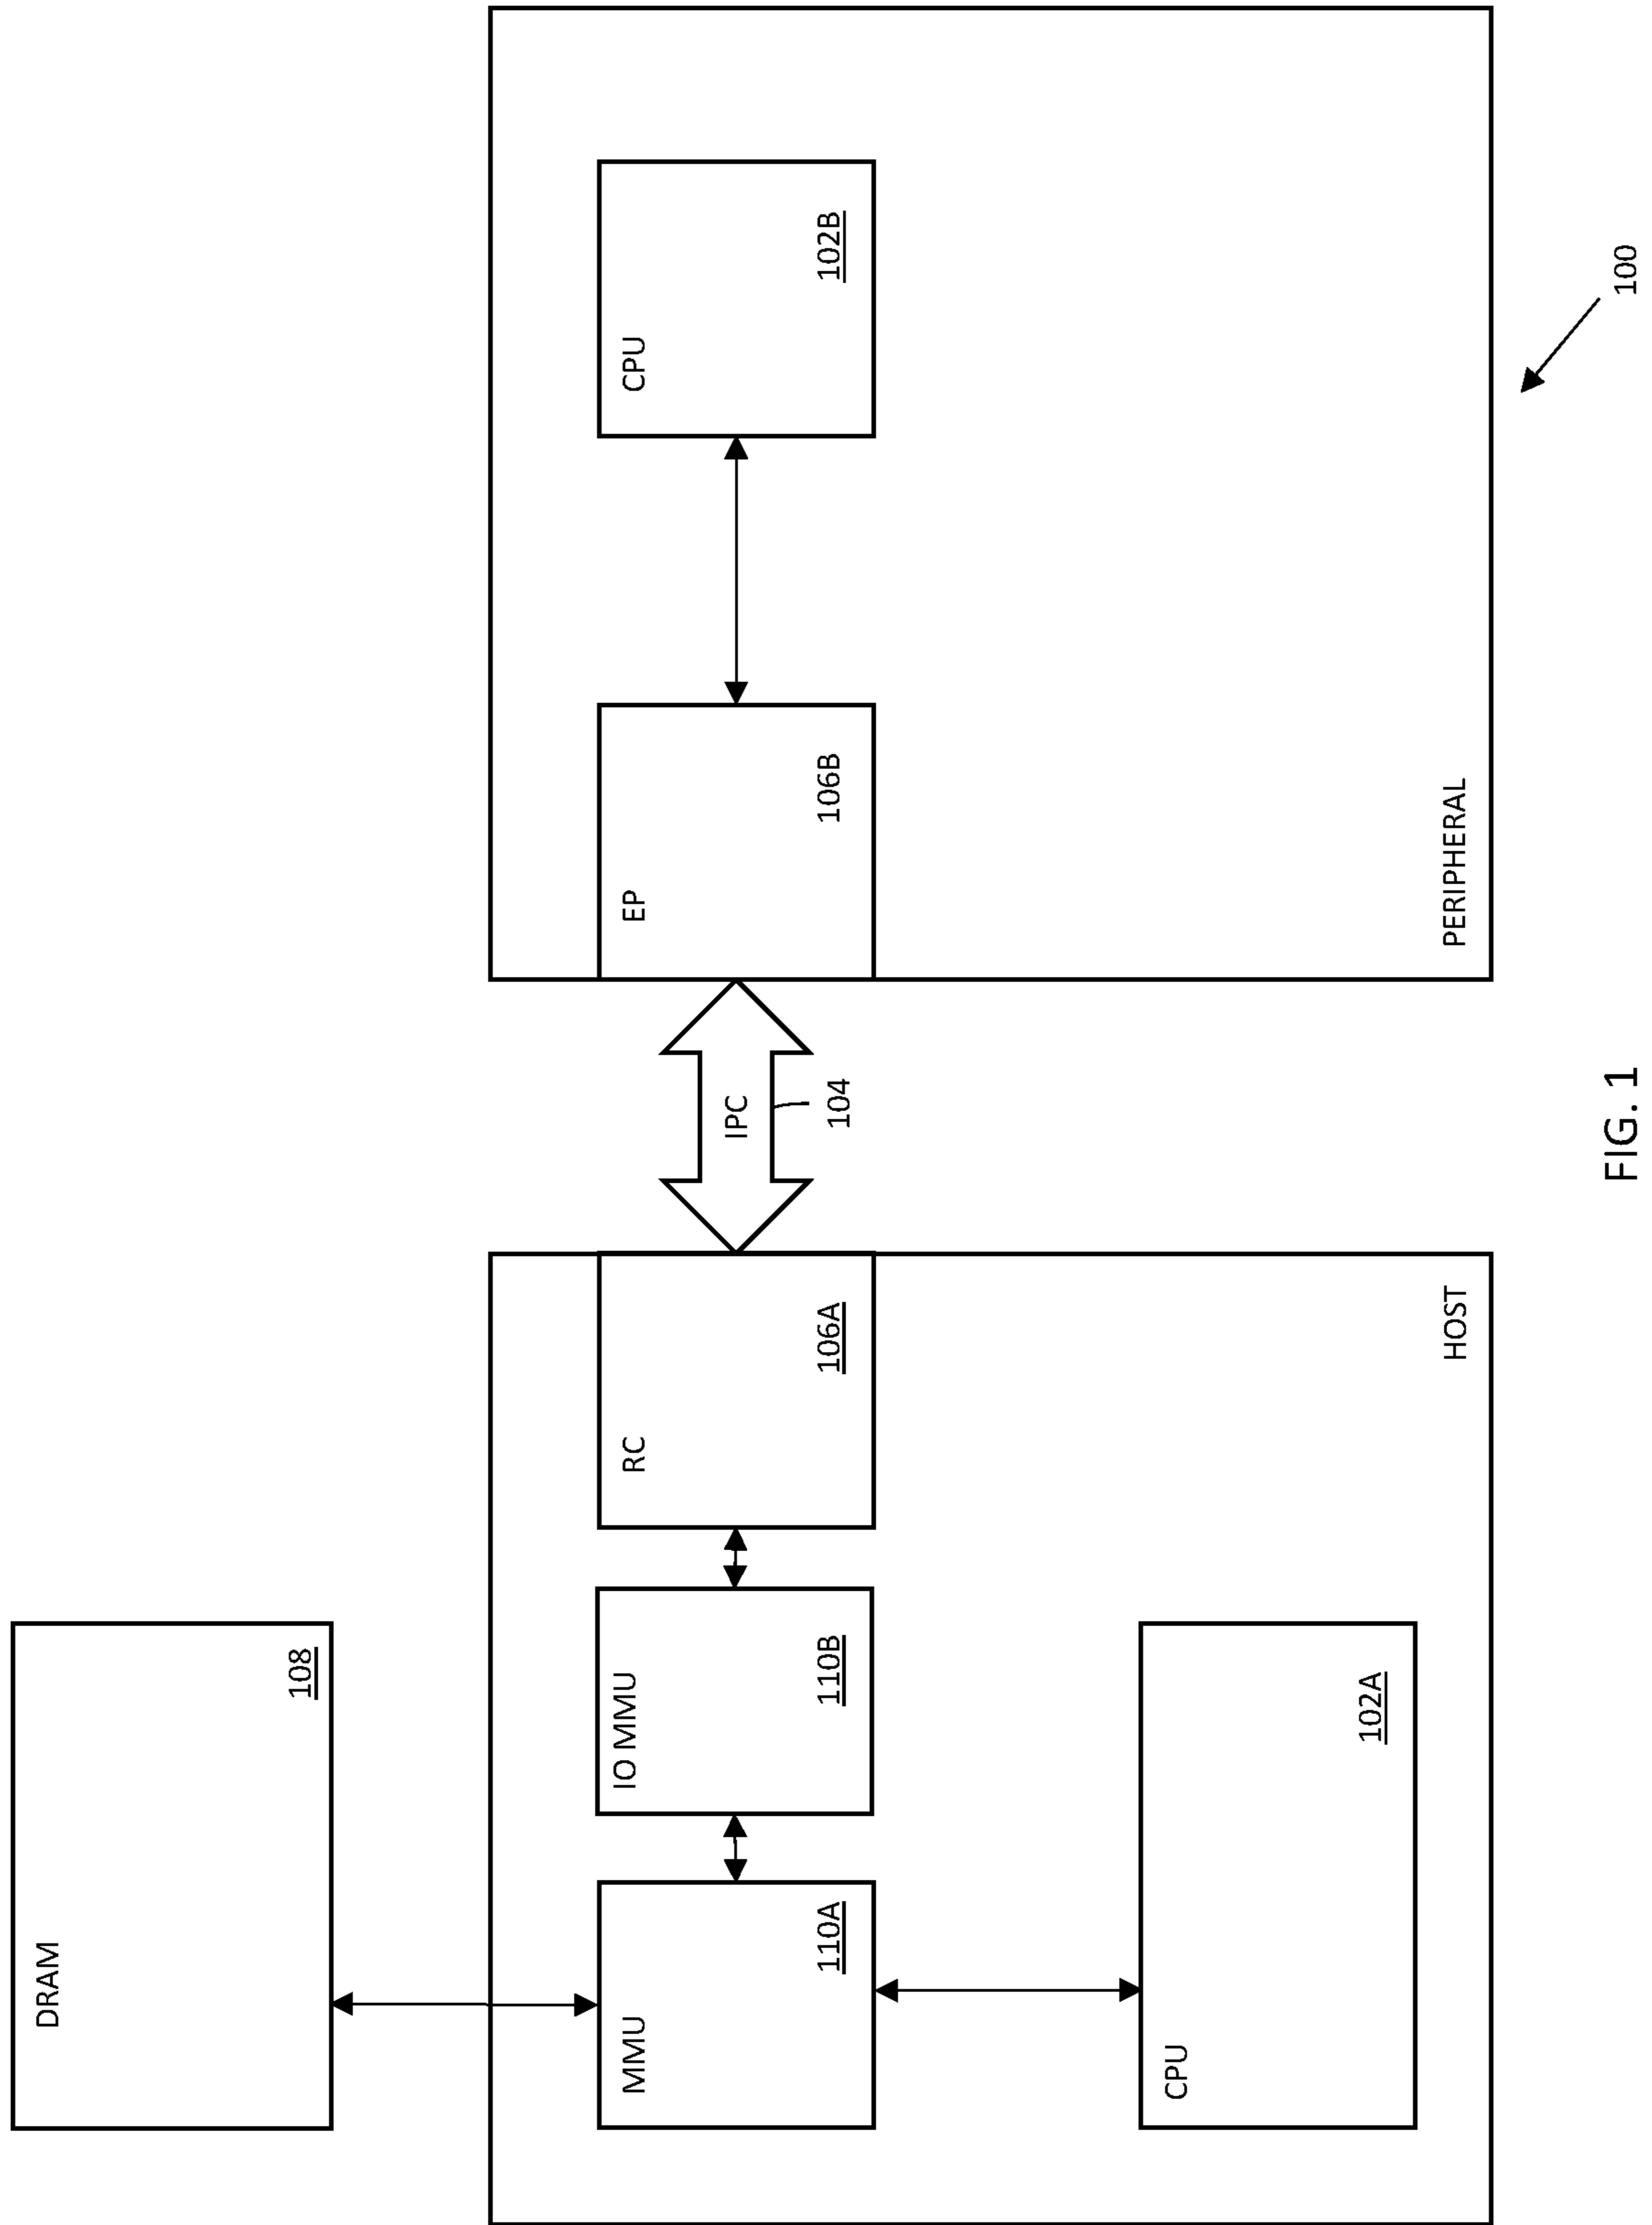 DRAM
108
MMU
110A
IO MMU
110B
RC
106A
CPU
102A
HOST
IPC
104
EP
106B
CPU
102B
PERIPHERAL
100
FIG. 1